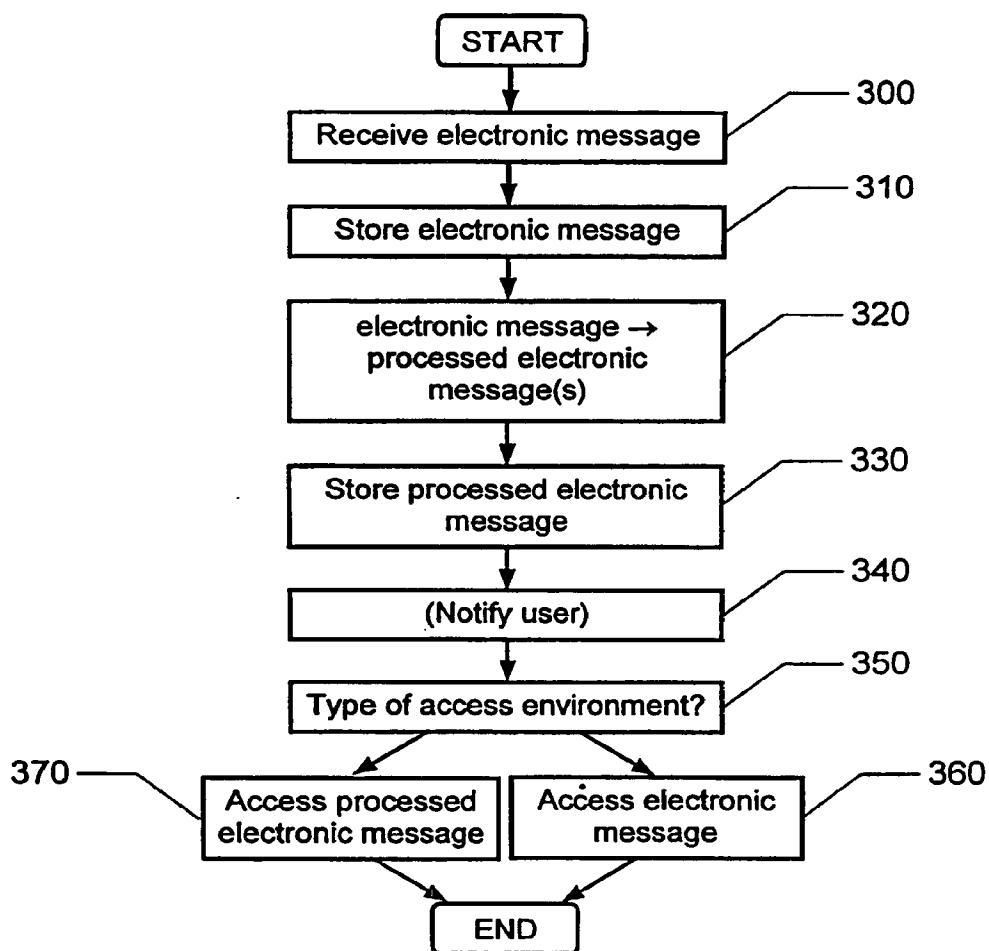 START
300
Receive electronic message
310
Store electronic message
320
electronic message →
processed electronic
message(s)
330
Store processed electronic
message
340
(Notify user)
350
Type of access environment?
370
Access processed
electronic message
360
Access electronic
message
END